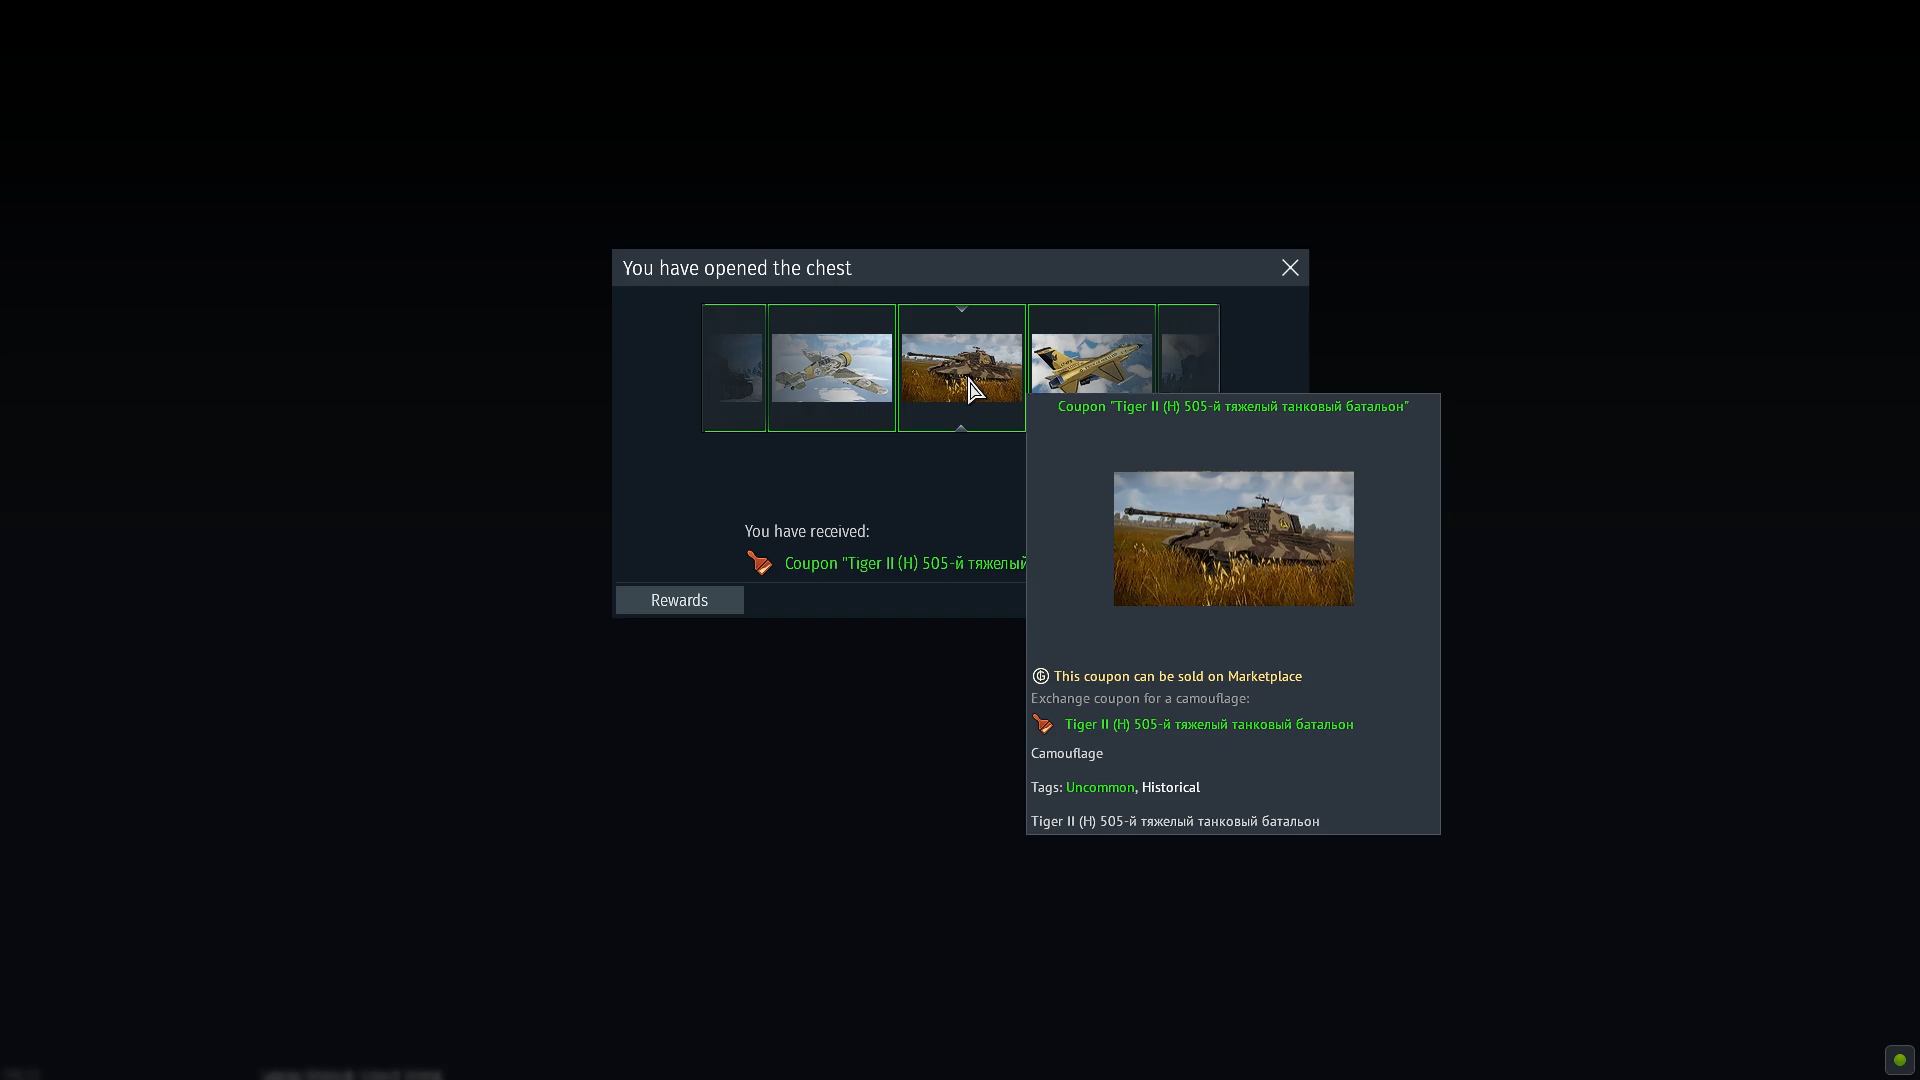 You have opened the chest
Coupon "Tiger II (H) 505-й тяжелый танковый батальон"
You have received:
Coupon "Tiger II (H) 505-й тяжелый
Rewards
This coupon can be sold on Marketplace
Exchange coupon for a camouflage:
Tiger II (H) 505-й тяжелый танковый батальон
Camouflage
Tags: Uncommon, Historical
Tiger II (H) 505-й тяжелый танковый батальон